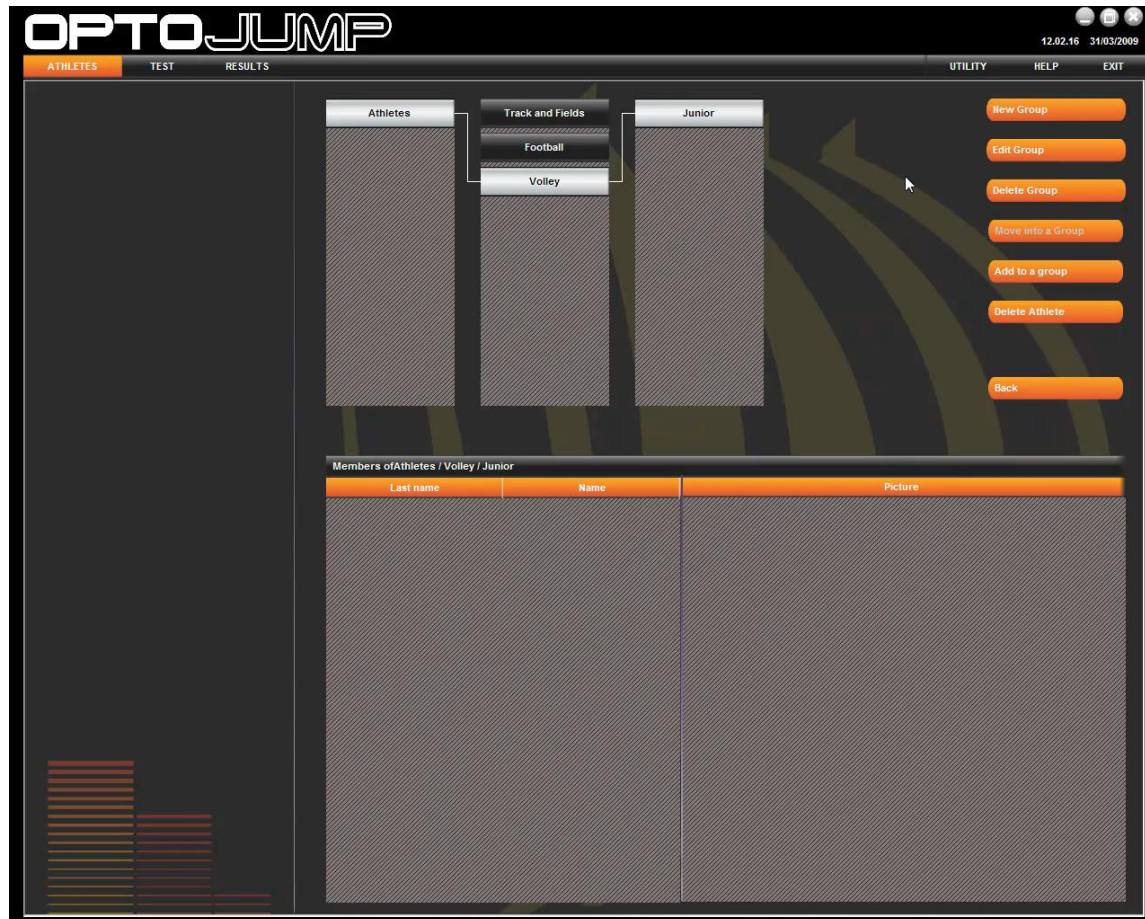 OPTOJUMP
12.02.16 31/03/2009
ATHLETES TEST RESULTS UTILITY HELP EXIT
Athletes Track and Fields Junior
Football
Volley
New Group
Edit Group
Delete Group
Move into a Group
Add to a group
Delete Athlete
Back
Members ofAthletes / Volley / Junior
Last name Name Picture